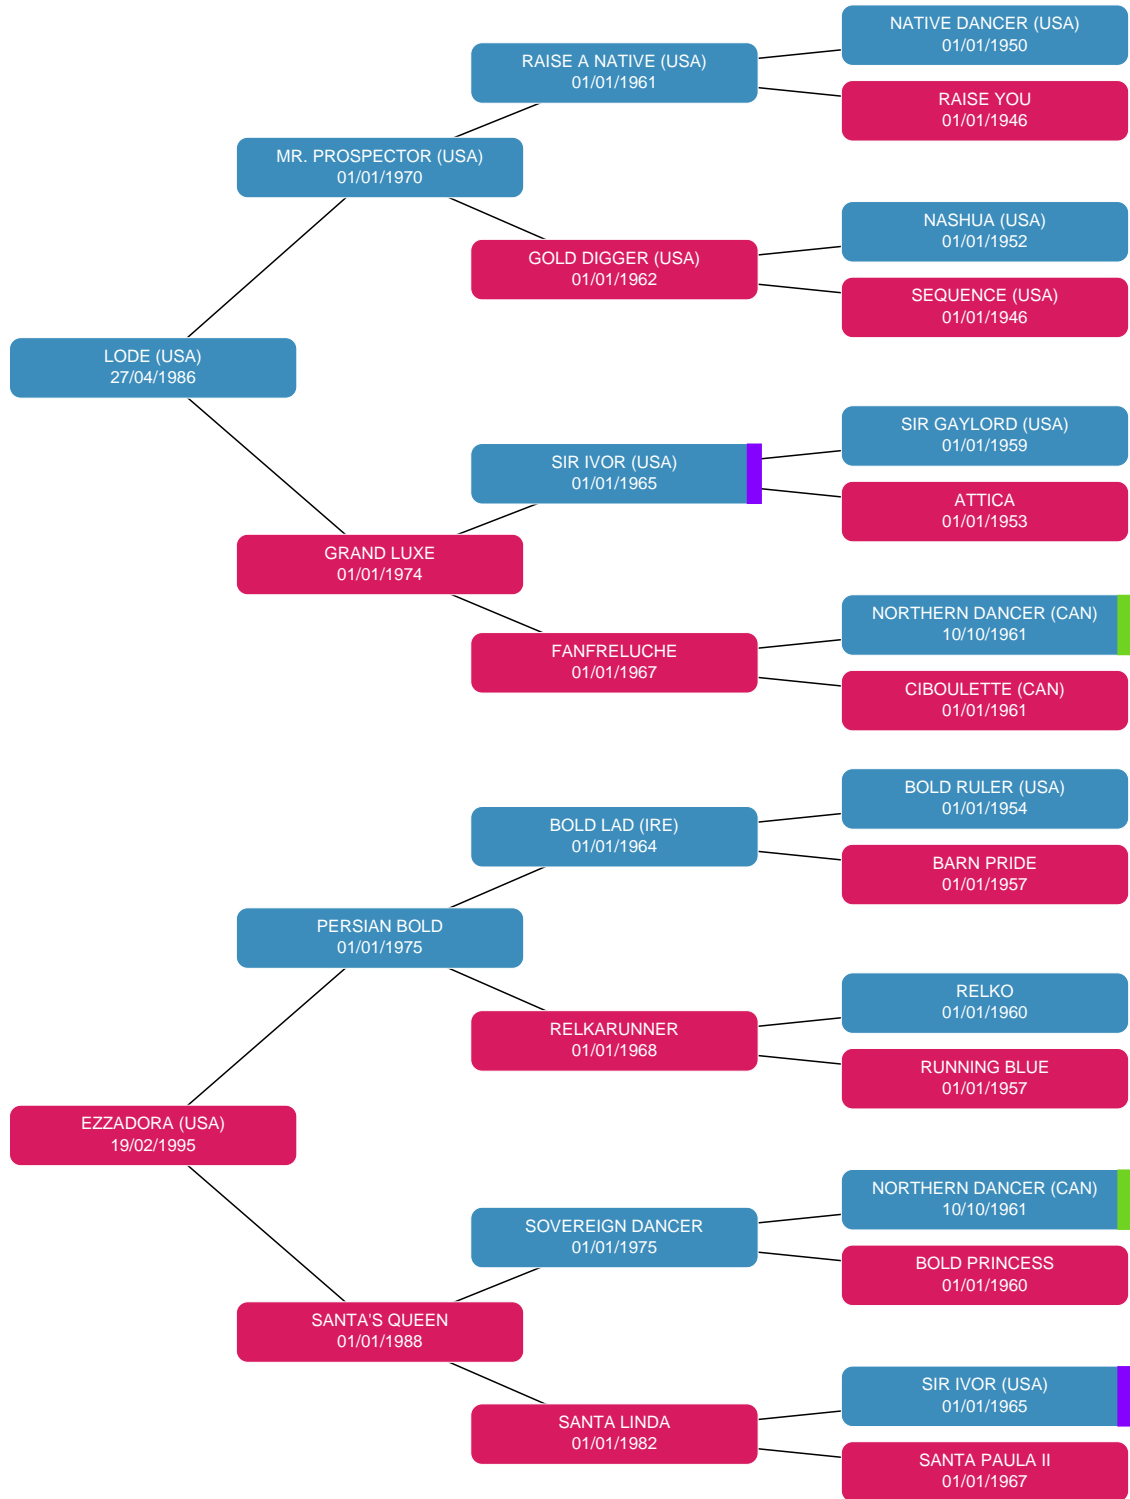 NATIVE DANCER (USA)
01/01/1950
RAISE A NATIVE (USA)
01/01/1961
RAISE YOU
01/01/1946
MR. PROSPECTOR (USA)
01/01/1970
NASHUA (USA)
01/01/1952
GOLD DIGGER (USA)
01/01/1962
SEQUENCE (USA)
01/01/1946
LODE (USA)
27/04/1986
SIR GAYLORD (USA)
01/01/1959
SIR IVOR (USA)
01/01/1965
ATTICA
01/01/1953
GRAND LUXE
01/01/1974
NORTHERN DANCER (CAN)
10/10/1961
FANFRELUCHE
01/01/1967
CIBOULETTE (CAN)
01/01/1961
BOLD RULER (USA)
01/01/1954
BOLD LAD (IRE)
01/01/1964
BARN PRIDE
01/01/1957
PERSIAN BOLD
01/01/1975
RELKO
01/01/1960
RELKARUNNER
01/01/1968
RUNNING BLUE
01/01/1957
EZZADORA (USA)
19/02/1995
NORTHERN DANCER (CAN)
10/10/1961
SOVEREIGN DANCER
01/01/1975
BOLD PRINCESS
01/01/1960
SANTA'S QUEEN
01/01/1988
SIR IVOR (USA)
01/01/1965
SANTA LINDA
01/01/1982
SANTA PAULA II
01/01/1967